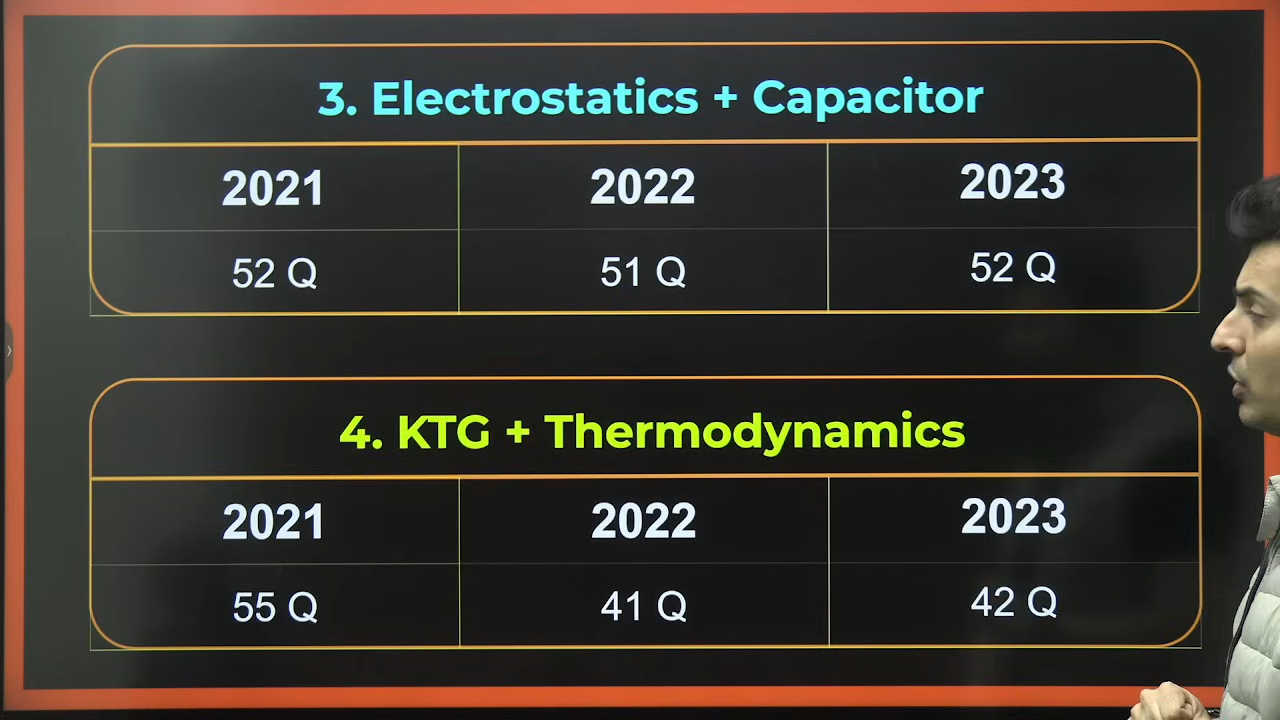 3. Electrostatics + Capacitor
2021 2022 2023
52 Q 51 Q 52 Q
4. KTG + Thermodynamics
2021 2022 2023
55 Q 41 Q 42 Q